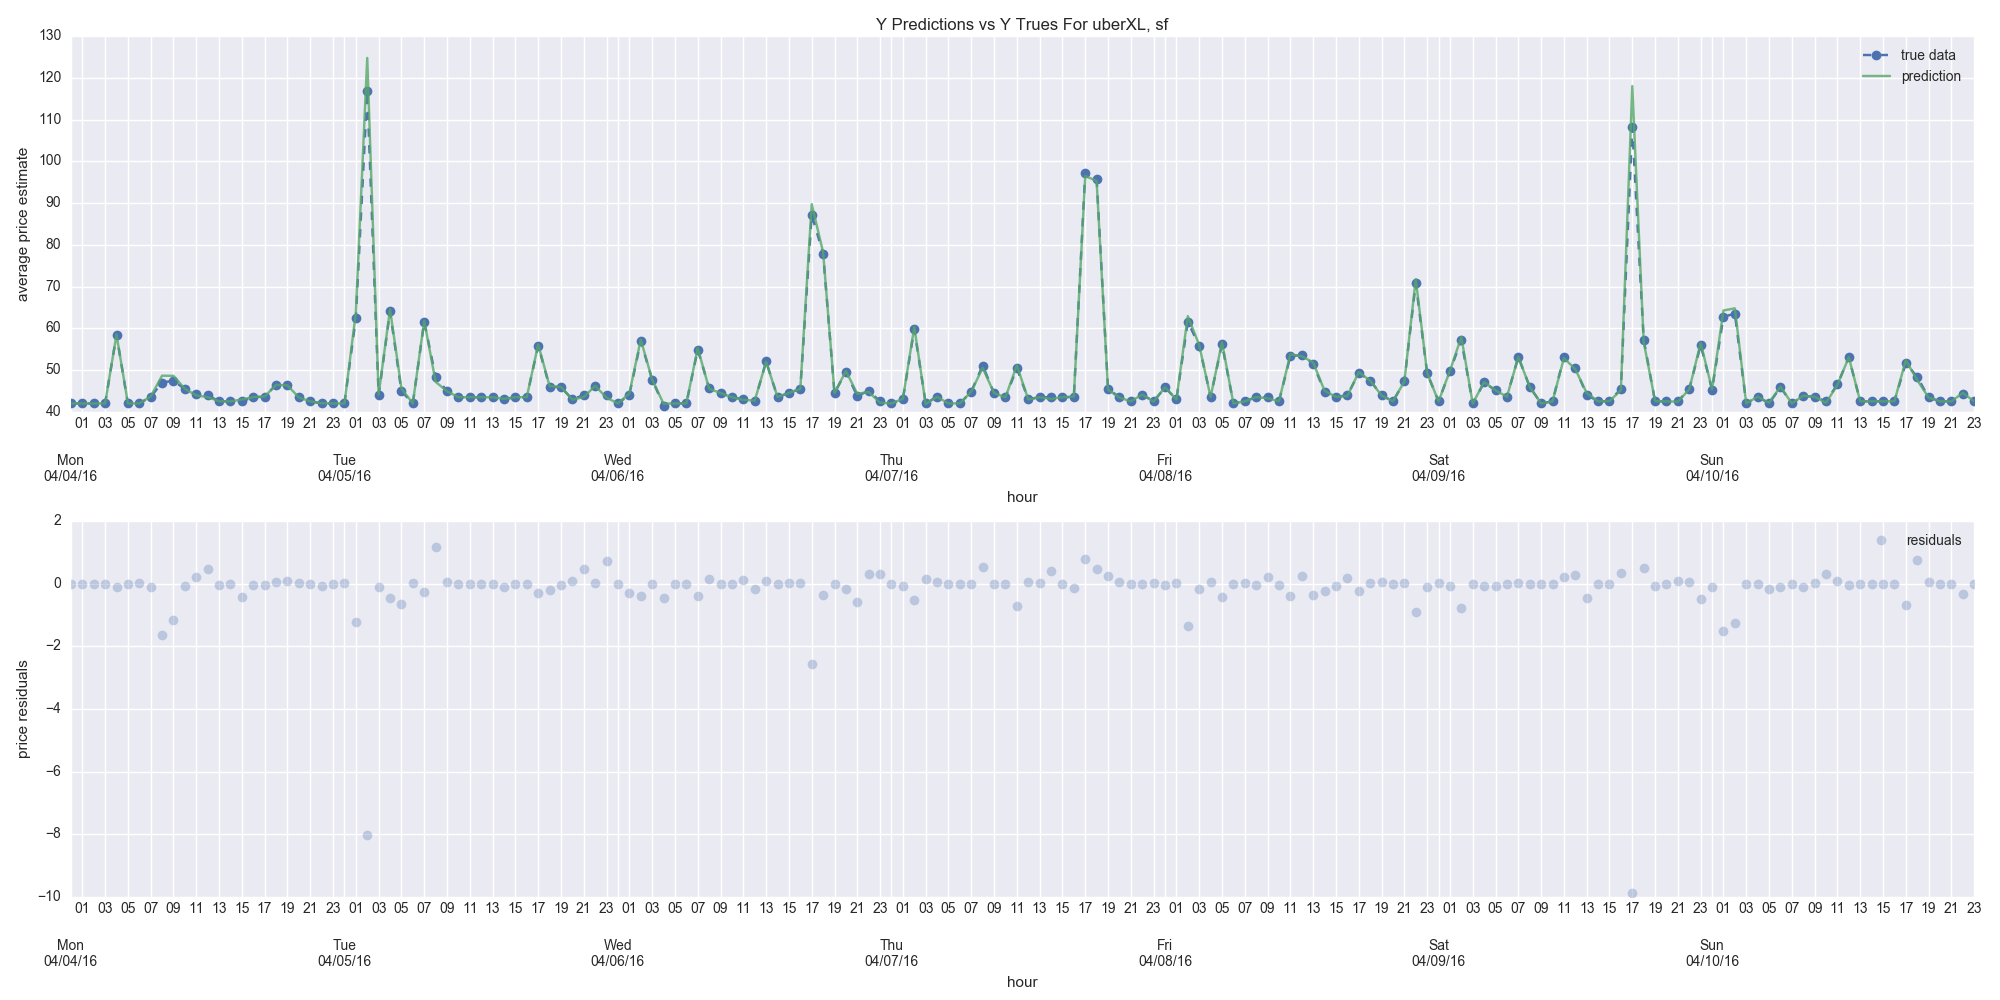 Y Predictions vs Y Trues For uberXL, sf
130
120
110
100
90
80
70
60
50
40
average price estimate
true data
prediction
01 03 05 07 09 11 13 15 17 19 21 23 01 03 05 07 09 11 13 15 17 19 21 23 01 03 05 07 09 11 13 15 17 19 21 23 01 03 05 07 09 11 13 15 17 19 21 23 01 03 05 07 09 11 13 15 17 19 21 23 01 03 05 07 09 11 13 15 17 19 21 23 01 03 05 07 09 11 13 15 17 19 21 23
Mon Tue Wed Thu Fri Sat Sun
04/04/16 04/05/16 04/06/16 04/07/16 04/08/16 04/09/16 04/10/16
hour
2
0
−2
−4
−6
−8
−10
price residuals
residuals
01 03 05 07 09 11 13 15 17 19 21 23 01 03 05 07 09 11 13 15 17 19 21 23 01 03 05 07 09 11 13 15 17 19 21 23 01 03 05 07 09 11 13 15 17 19 21 23 01 03 05 07 09 11 13 15 17 19 21 23 01 03 05 07 09 11 13 15 17 19 21 23 01 03 05 07 09 11 13 15 17 19 21 23
Mon Tue Wed Thu Fri Sat Sun
04/04/16 04/05/16 04/06/16 04/07/16 04/08/16 04/09/16 04/10/16
hour